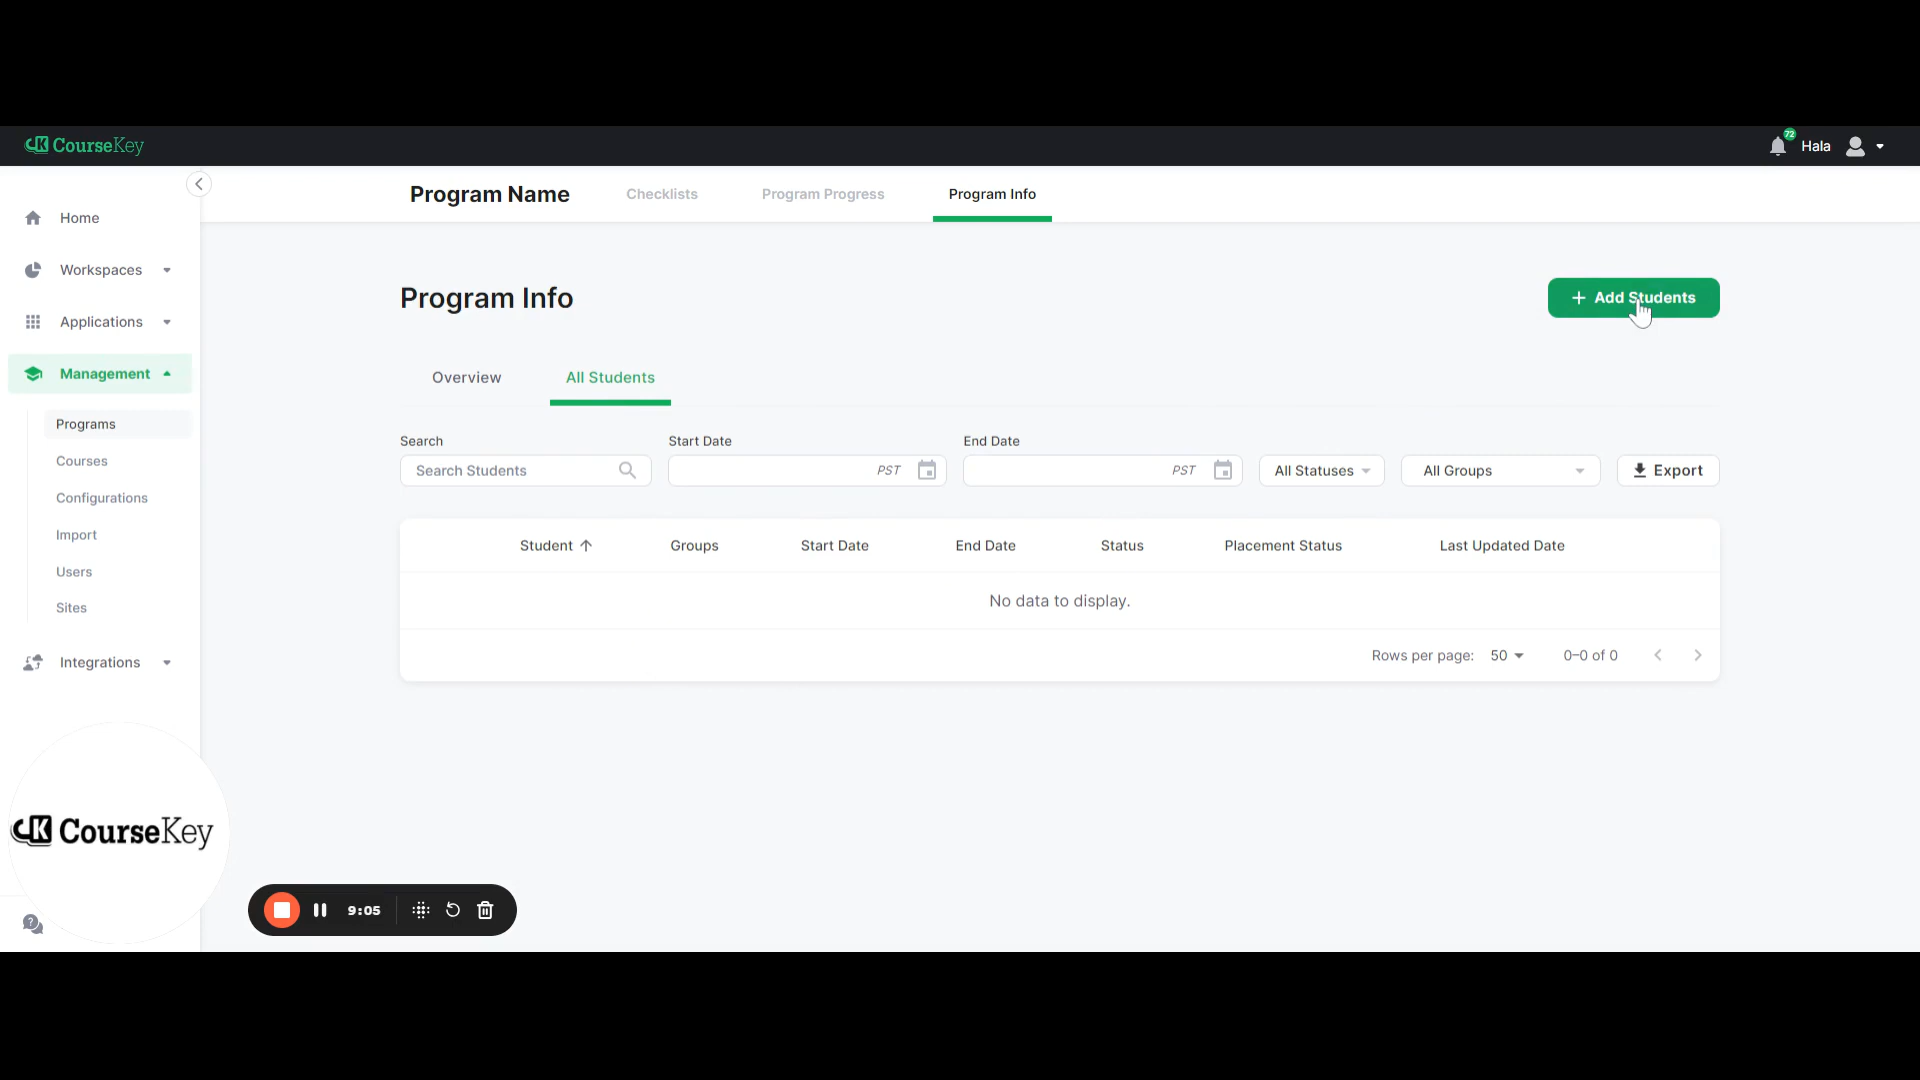 CourseKey
72
Hala
Program Name
Checklists
Program Progress
Program Info
Home
Workspaces
Applications
Management
Programs
Courses
Configurations
Import
Users
Sites
Integrations
Program Info
+ Add Students
Overview
All Students
Search
Start Date
End Date
Search Students
PST
PST
All Statuses
All Groups
Export
Student
Groups
Start Date
End Date
Status
Placement Status
Last Updated Date
No data to display.
Rows per page: 50
0–0 of 0
CK CourseKey
9:05
?